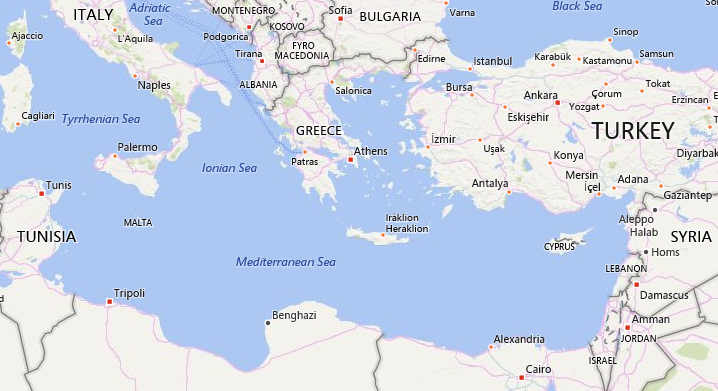 ITALY
Adriatic
Sea
MONTENEGRO
KOSOVO
Sofia
BULGARIA
Varna
Black Sea
Sinop
Ajaccio
L'Aquila
Podgorica
Tirana
FYRO
MACEDONIA
Edirne
Istanbul
Karabük
Kastamonu
Samsun
Naples
ALBANIA
Salonica
Bursa
Ankara
Çorum
Tokat
Yozgat
Erzincan
Cagliari
Tyrrhenian Sea
GREECE
Eskişehir
TURKEY
Palermo
Ionian Sea
Patras
Athens
İzmir
Uşak
Konya
Diyarbak
Tunis
Antalya
Mersin
İçel
Adana
Gaziantep
MALTA
Iráklion
Heraklion
Aleppo
Halab
TUNISIA
CYPRUS
SYRIA
Homs
Mediterranean Sea
LEBANON
Tripoli
Damascus
Benghazi
Amman
Alexandria
JORDAN
ISRAEL
Cairo